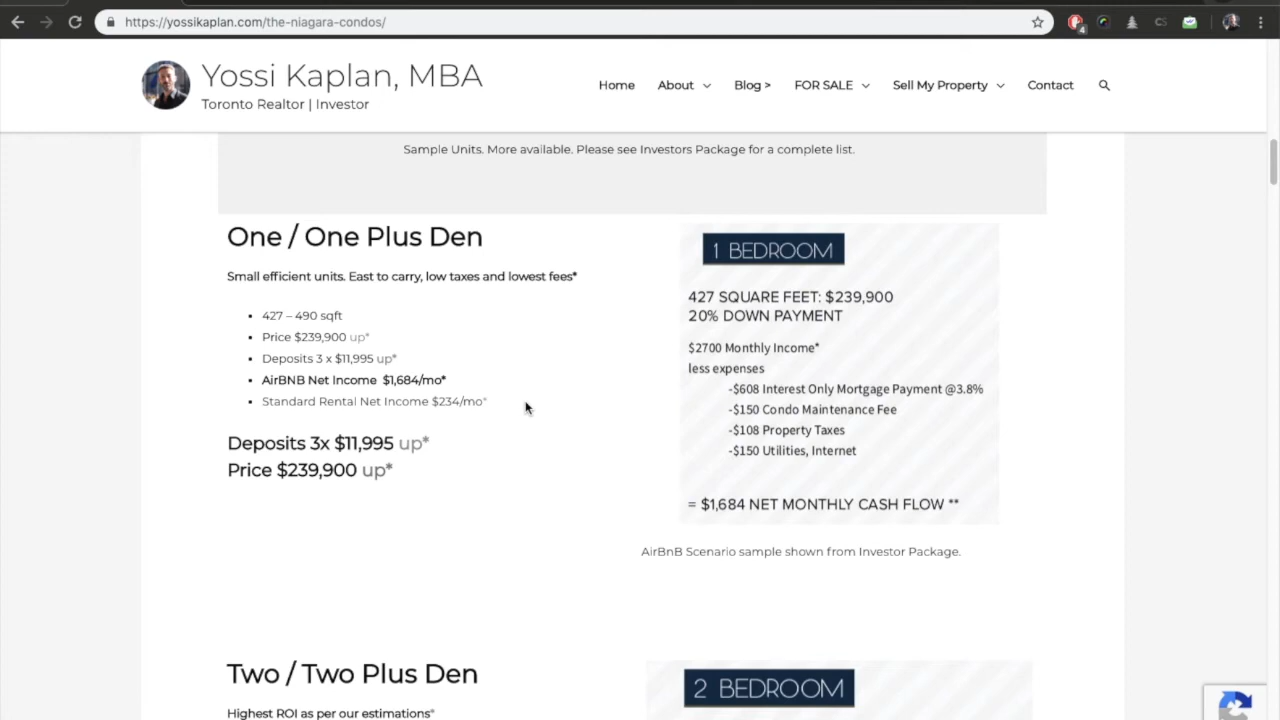 https://yossikaplan.com/the-niagara-condos/
4
CS
Yossi Kaplan, MBA
Toronto Realtor | Investor
Home
About
Blog >
FOR SALE
Sell My Property
Contact
Sample Units. More available. Please see Investors Package for a complete list.
One / One Plus Den
Small efficient units. East to carry, low taxes and lowest fees*
• 427 – 490 sqft
• Price $239,900 up*
• Deposits 3 x $11,995 up*
• AirBNB Net Income $1,684/mo*
• Standard Rental Net Income $234/mo*
Deposits 3x $11,995 up*
Price $239,900 up*
1 BEDROOM
427 SQUARE FEET: $239,900
20% DOWN PAYMENT
$2700 Monthly Income*
less expenses
-$608 Interest Only Mortgage Payment @3.8%
-$150 Condo Maintenance Fee
-$108 Property Taxes
-$150 Utilities, Internet
= $1,684 NET MONTHLY CASH FLOW **
AirBnB Scenario sample shown from Investor Package.
Two / Two Plus Den
Highest ROI as per our estimations*
2 BEDROOM